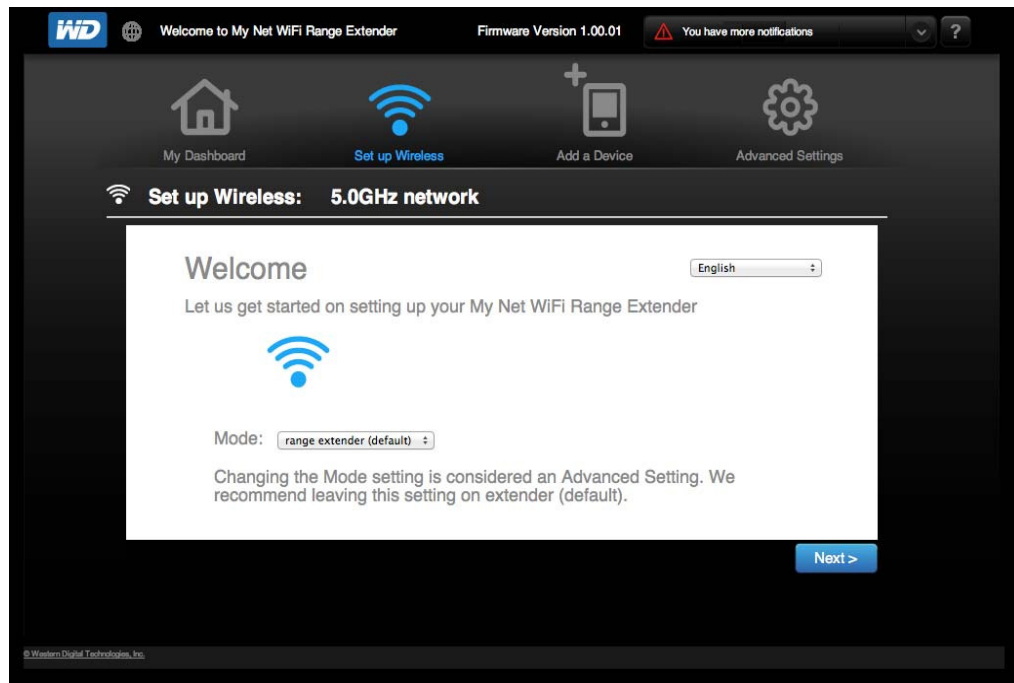 WD Welcome to My Net WiFi Range Extender Firmware Version 1.00.01 You have more notifications ?
My Dashboard Set up Wireless Add a Device Advanced Settings
Set up Wireless: 5.0GHz network
Welcome English
Let us get started on setting up your My Net WiFi Range Extender
Mode: range extender (default)
Changing the Mode setting is considered an Advanced Setting. We
recommend leaving this setting on extender (default).
Next >
© Western Digital Technologies, Inc.